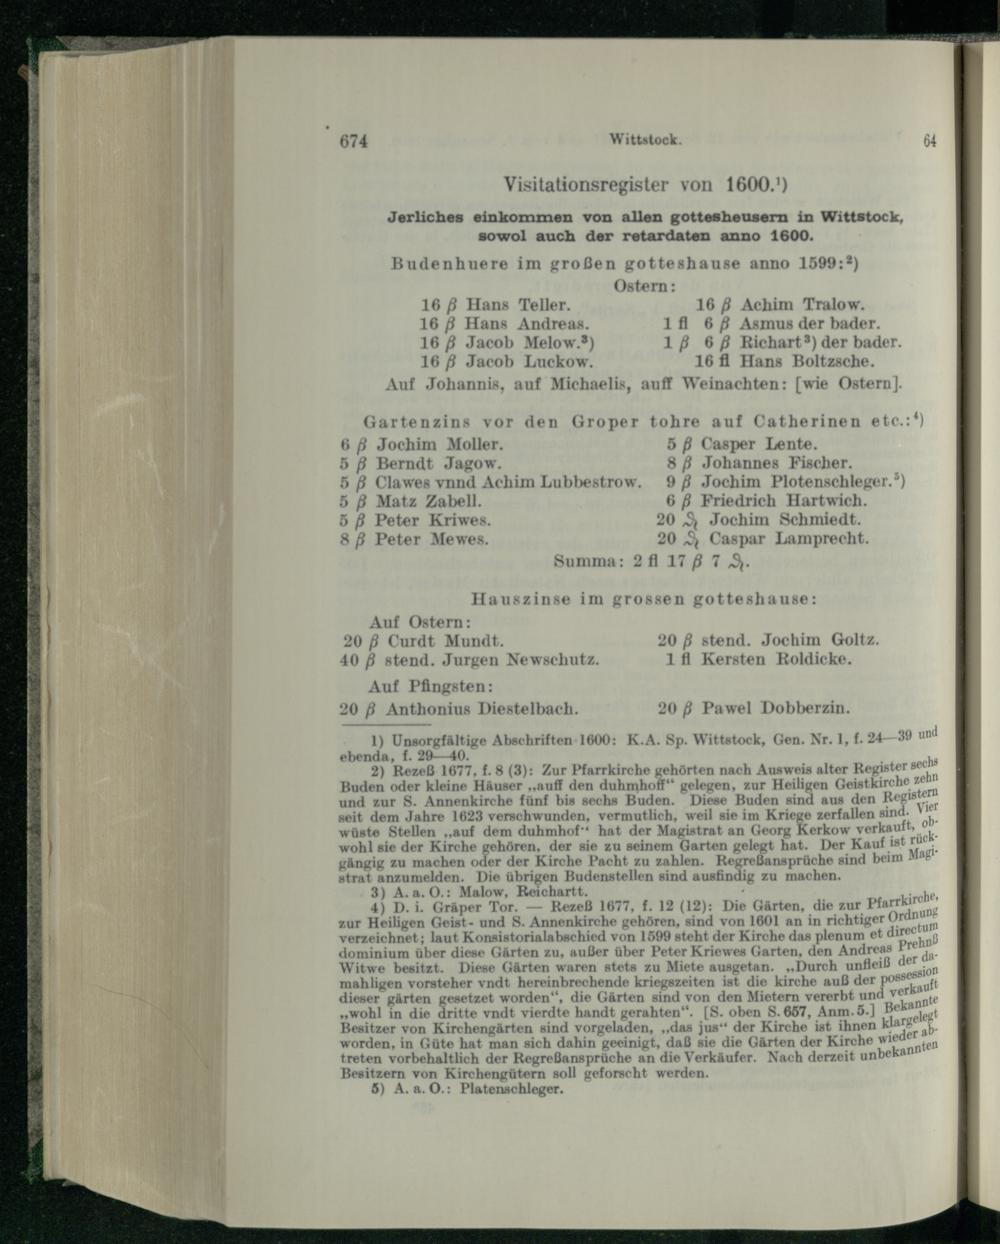 674 Wittstock. 64
Visitationsregister von 1600.¹)
Jerliches einkommen von allen gottesheusern in Wittstock,
sowol auch der retardaten anno 1600.
Budenhuere im großen gotteshause anno 1599:²)
Ostern:
16 β Hans Teller. 16 β Achim Tralow.
16 β Hans Andreas. 1 fl 6 β Asmus der bader.
16 β Jacob Melow.³) 1 β 6 β Richart³) der bader.
16 β Jacob Luckow. 16 fl Hans Boltzsche.
Auf Johannis, auf Michaelis, auff Weinachten: [wie Ostern].
Gartenzins vor den Groper tohre auf Catherinen etc.:⁴)
6 β Jochim Moller. 5 β Casper Lente.
5 β Berndt Jagow. 8 β Johannes Fischer.
5 β Clawes vnnd Achim Lubbestrow. 9 β Jochim Plotenschleger.⁵)
5 β Matz Zabell. 6 β Friedrich Hartwich.
5 β Peter Kriwes. 20 ₰ Jochim Schmiedt.
8 β Peter Mewes. 20 ₰ Caspar Lamprecht.
Summa: 2 fl 17 β 7 ₰.
Hauszinse im grossen gotteshause:
Auf Ostern:
20 β Curdt Mundt. 20 β stend. Jochim Goltz.
40 β stend. Jurgen Newschutz. 1 fl Kersten Roldicke.
Auf Pfingsten:
20 β Anthonius Diestelbach. 20 β Pawel Dobberzin.
1) Unsorgfältige Abschriften 1600: K.A. Sp. Wittstock, Gen. Nr. 1, f. 24—39 und
ebenda, f. 29—40.
2) Rezeß 1677, f. 8 (3): Zur Pfarrkirche gehörten nach Ausweis alter Register sechs
Buden oder kleine Häuser „auff den duhmhoff“ gelegen, zur Heiligen Geistkirche zehn
und zur S. Annenkirche fünf bis sechs Buden. Diese Buden sind aus den Registern
seit dem Jahre 1623 verschwunden, vermutlich, weil sie im Kriege zerfallen sind. Vier
wüste Stellen „auf dem duhmhof“ hat der Magistrat an Georg Kerkow verkauft, ob-
wohl sie der Kirche gehören, der sie zu seinem Garten gelegt hat. Der Kauf ist rück-
gängig zu machen oder der Kirche Pacht zu zahlen. Regreßansprüche sind beim Magi-
strat anzumelden. Die übrigen Budenstellen sind ausfindig zu machen.
3) A. a. O.: Malow, Reichartt.
4) D. i. Gräper Tor. — Rezeß 1677, f. 12 (12): Die Gärten, die zur Pfarrkirche,
zur Heiligen Geist- und S. Annenkirche gehören, sind von 1601 an in richtiger Ordnung
verzeichnet; laut Konsistorialabschied von 1599 steht der Kirche das plenum et directum
dominium über diese Gärten zu, außer über Peter Kriewes Garten, den Andreas Prehnß
Witwe besitzt. Diese Gärten waren stets zu Miete ausgetan. „Durch unfleiß der da-
mahligen vorsteher vndt hereinbrechende kriegszeiten ist die kirche auß der possession
dieser gärten gesetzet worden“, die Gärten sind von den Mietern vererbt und verkauft
„wohl in die dritte vndt vierdte handt gerahten“. [S. oben S. 657, Anm. 5.] Bekannte
Besitzer von Kirchengärten sind vorgeladen, „das jus“ der Kirche ist ihnen klargelegt
worden, in Güte hat man sich dahin geeinigt, daß sie die Gärten der Kirche wieder ab-
treten vorbehaltlich der Regreßansprüche an die Verkäufer. Nach derzeit unbekannten
Besitzern von Kirchengütern soll geforscht werden.
5) A. a. O.: Platenschleger.